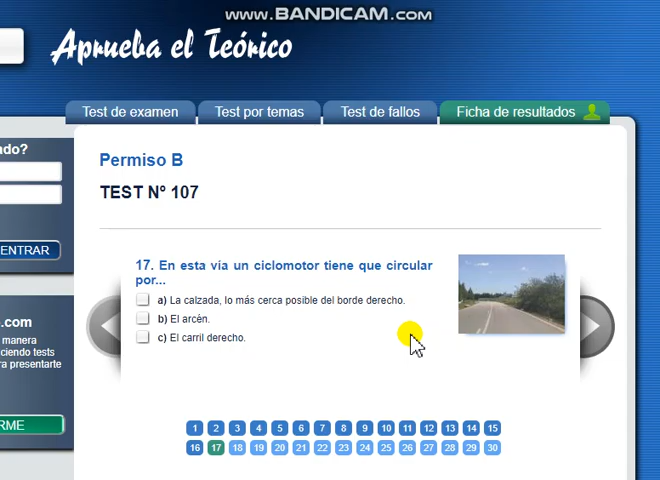 www.BANDICAM.com
Aprueba el Teórico
Test de examen
Test por temas
Test de fallos
Ficha de resultados
ndo?
ENTRAR
o.com
manera
ciendo tests
ra presentarte
RME
Permiso B
TEST Nº 107
17. En esta vía un ciclomotor tiene que circular
por...
a) La calzada, lo más cerca posible del borde derecho.
b) El arcén.
c) El carril derecho.
1 2 3 4 5 6 7 8 9 10 11 12 13 14 15
16 17 18 19 20 21 22 23 24 25 26 27 28 29 30